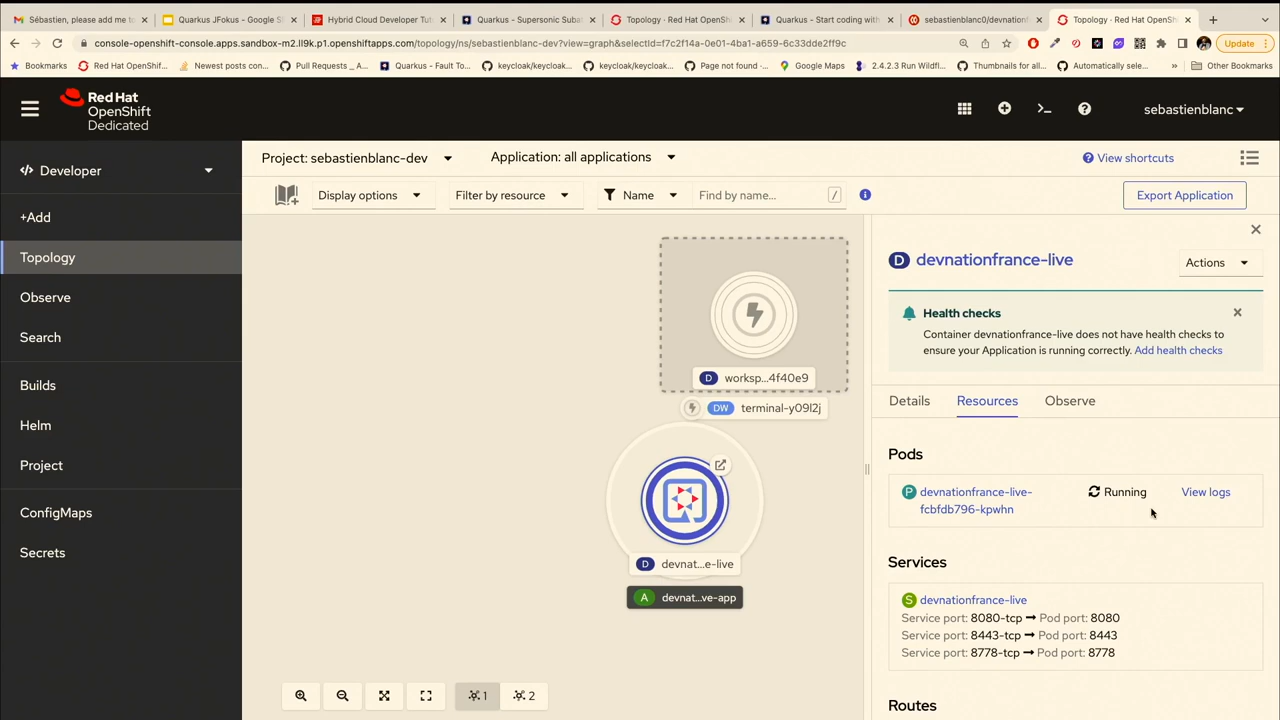 Sébastien, please add me to
Quarkus JFokus - Google S
Hybrid Cloud Developer Tut
Quarkus - Supersonic Suba
Topology · Red Hat OpenSh
Quarkus - Start coding with
sebastienblanc0/devnation
Topology · Red Hat OpenSh
console-openshift-console.apps.sandbox-m2.ll9k.p1.openshiftapps.com/topology/ns/sebastienblanc-dev?view=graph&selectId=f7c2f14a-0e01-4ba1-a659-6c33dde2ff9c
Update
Bookmarks
Red Hat OpenShif...
Newest posts con...
Pull Requests _ A...
Quarkus - Fault To...
keycloak/keycloak...
keycloak/keycloak...
Page not found ·...
Google Maps
2.4.2.3 Run Wildfl...
Thumbnails for al...
Automatically sele...
»
Other Bookmarks
Red Hat
OpenShift
Dedicated
sebastienblanc
Developer
Project: sebastienblanc-dev
Application: all applications
View shortcuts
+Add
Display options
Filter by resource
Name
Find by name...
/
Export Application
Topology
Observe
Search
Builds
Helm
Project
ConfigMaps
Secrets
D worksp...4f40e9
DW terminal-y09l2j
D devnat...e-live
A devnat...ve-app
1
2
D devnationfrance-live
Actions
Health checks
Container devnationfrance-live does not have health checks to
ensure your Application is running correctly. Add health checks
Details
Resources
Observe
Pods
P devnationfrance-live-
fcbfdb796-kpwhn
Running
View logs
Services
S devnationfrance-live
Service port: 8080-tcp ➞ Pod port: 8080
Service port: 8443-tcp ➞ Pod port: 8443
Service port: 8778-tcp ➞ Pod port: 8778
Routes